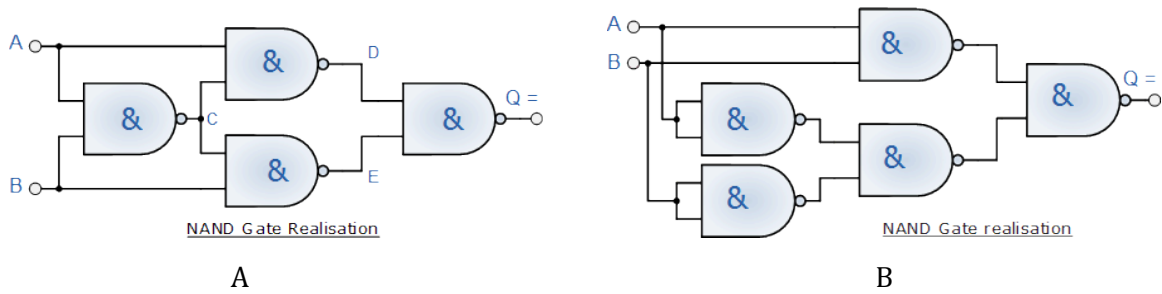 A
&
D
&
C
Q =
B
&
E
&
NAND Gate Realisation
A
A
B
&
&
Q =
&
&
&
NAND Gate realisation
B